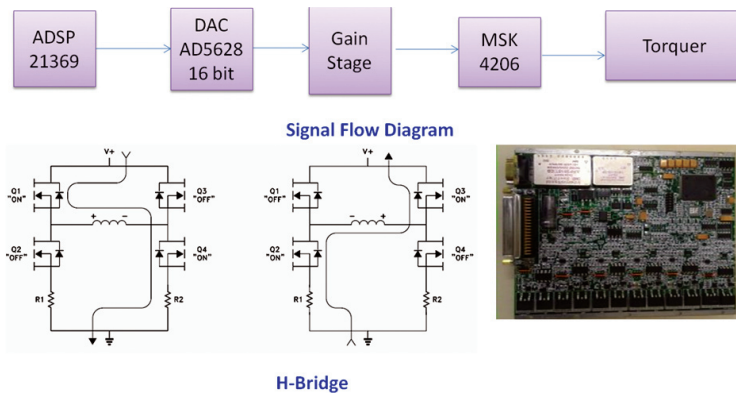 ADSP
21369
DAC
AD5628
16 bit
Gain
Stage
MSK
4206
Torquer
Signal Flow Diagram
V+
Q1
"ON"
Q3
"OFF"
+ -
Q2
"OFF"
Q4
"ON"
R1
R2
V+
Q1
"OFF"
Q3
"ON"
- +
Q2
"ON"
Q4
"OFF"
R1
R2
H-Bridge